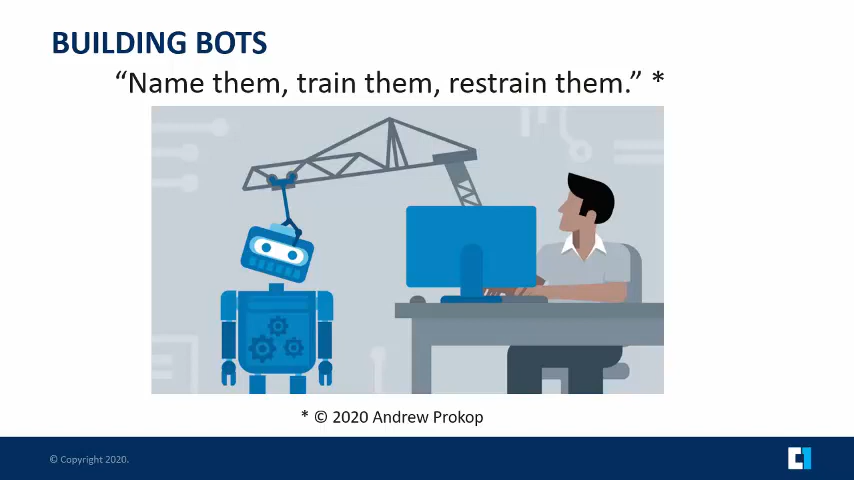 BUILDING BOTS
“Name them, train them, restrain them.” *
* © 2020 Andrew Prokop
© Copyright 2020.